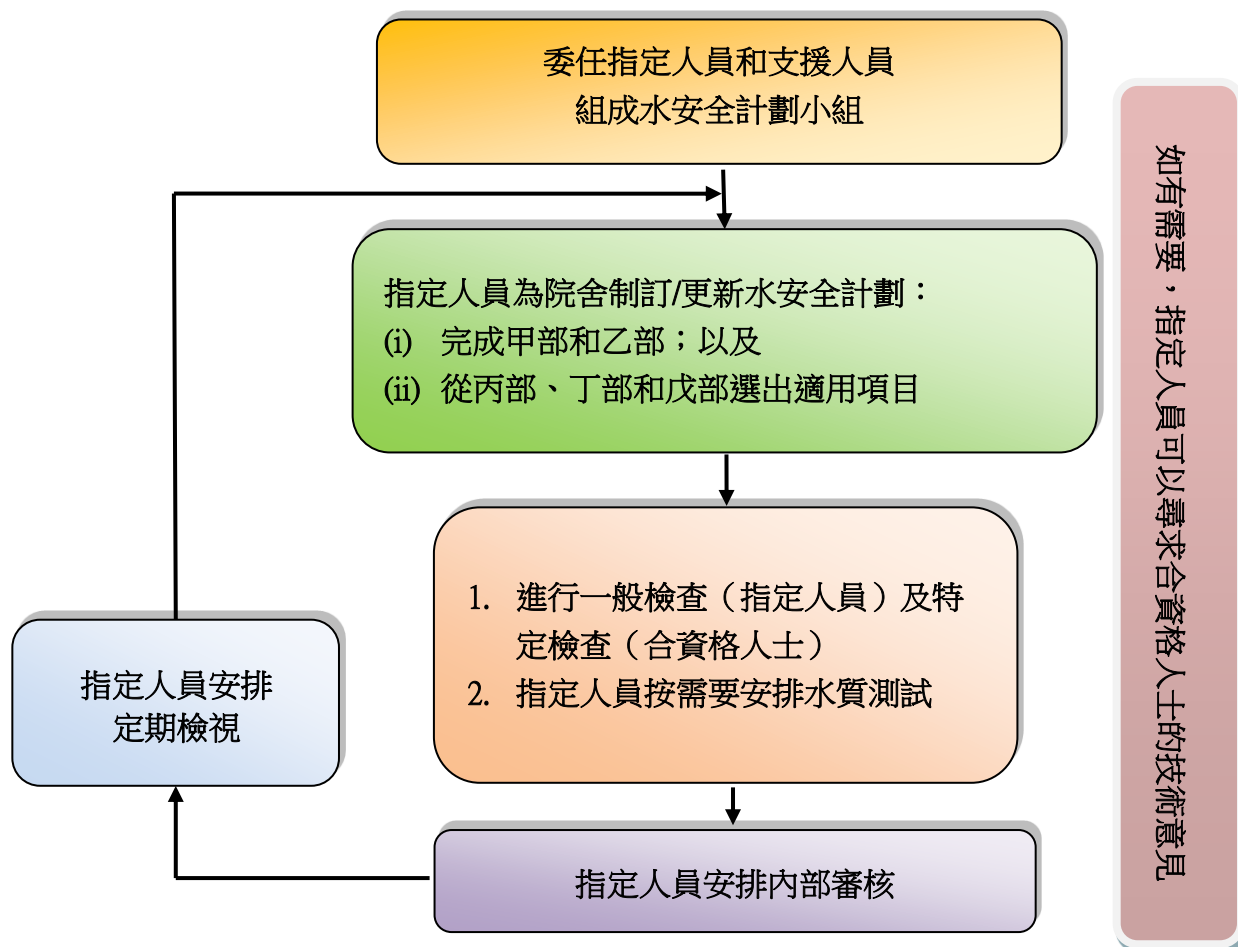 委任指定人員和支援人員
組成水安全計劃小組
指定人員為院舍制訂/更新水安全計劃：
(i) 完成甲部和乙部；以及
(ii) 從丙部、丁部和戊部選出適用項目
1. 進行一般檢查（指定人員）及特
定檢查（合資格人士）
2. 指定人員按需要安排水質測試
指定人員安排內部審核
指定人員安排
定期檢視
如有需要，指定人員可以尋求合資格人士的技術意見